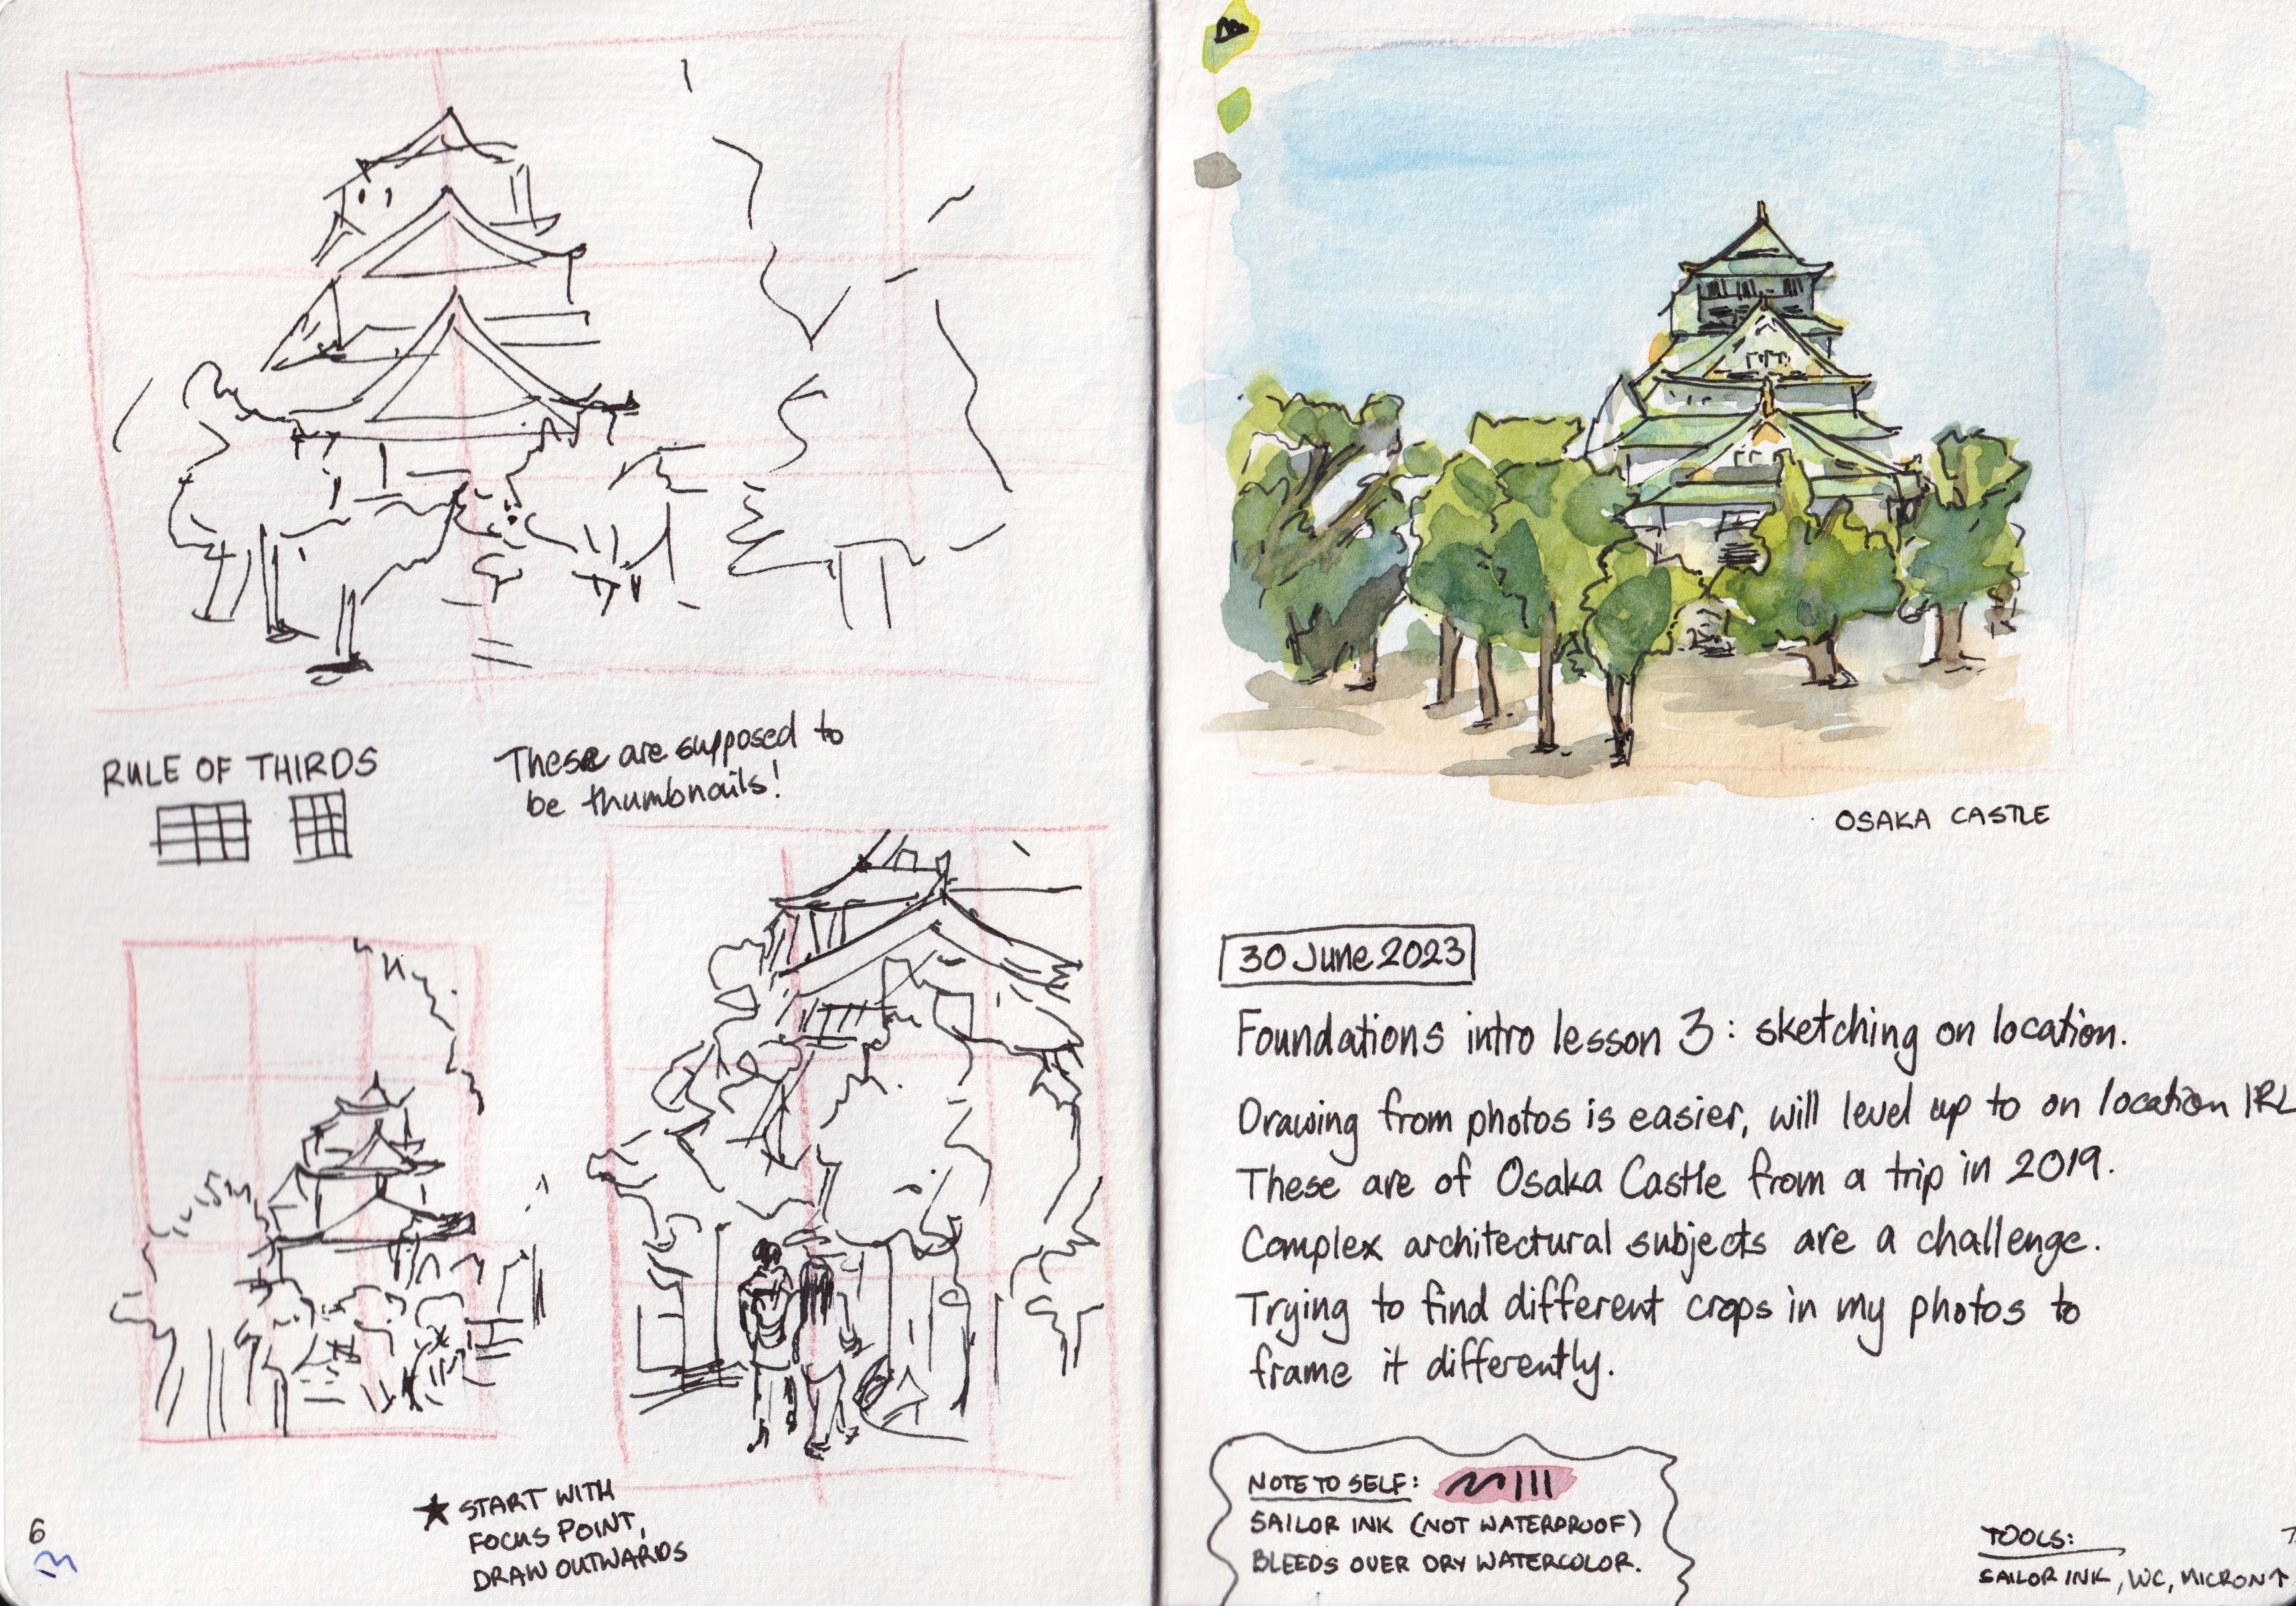 RULE OF THIRDS
These are supposed to
be thumbnails!
★ START WITH
FOCUS POINT,
DRAW OUTWARDS
6
OSAKA CASTLE
30 June 2023
Foundations intro lesson 3: sketching on location.
Drawing from photos is easier, will level up to on location IRL
These are of Osaka Castle from a trip in 2019.
Complex architectural subjects are a challenge.
Trying to find different crops in my photos to
frame it differently.
NOTE TO SELF:
SAILOR INK (NOT WATERPROOF)
BLEEDS OVER DRY WATERCOLOR.
TOOLS:
SAILOR INK, WC, MICRON↑
7